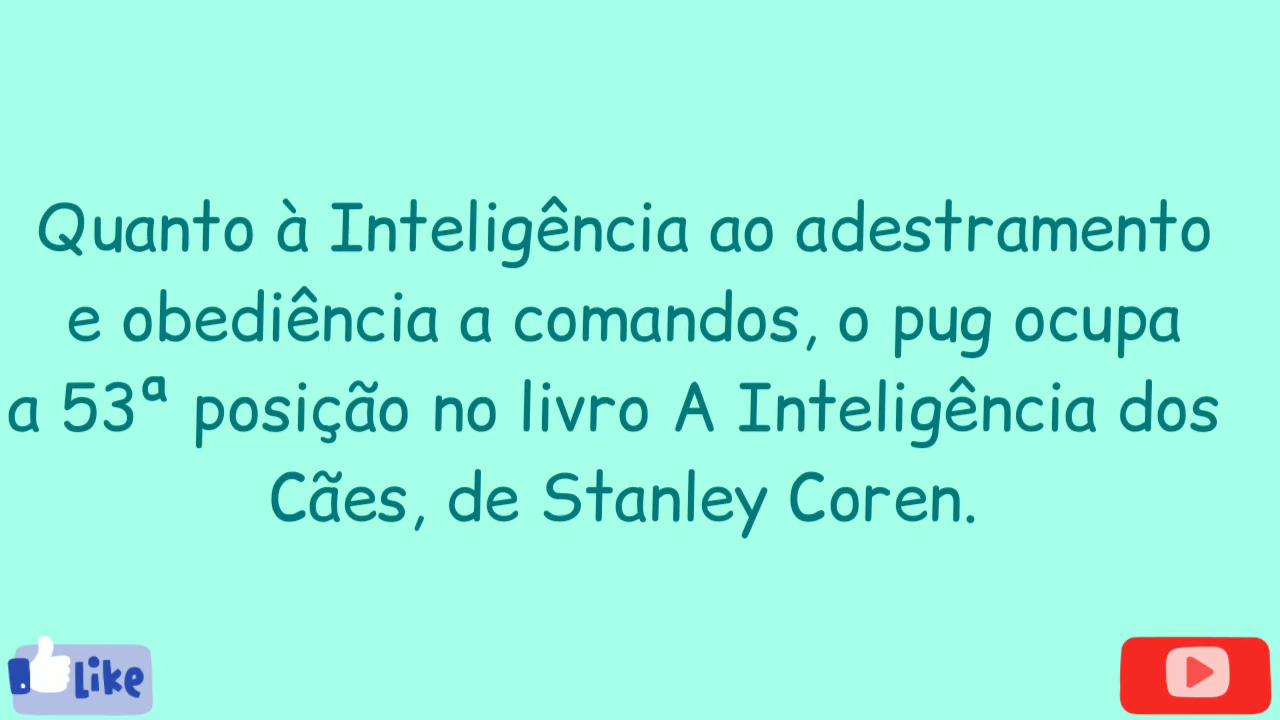 Quanto à Inteligência ao adestramento
e obediência a comandos, o pug ocupa
a 53ª posição no livro A Inteligência dos
Cães, de Stanley Coren.
Like